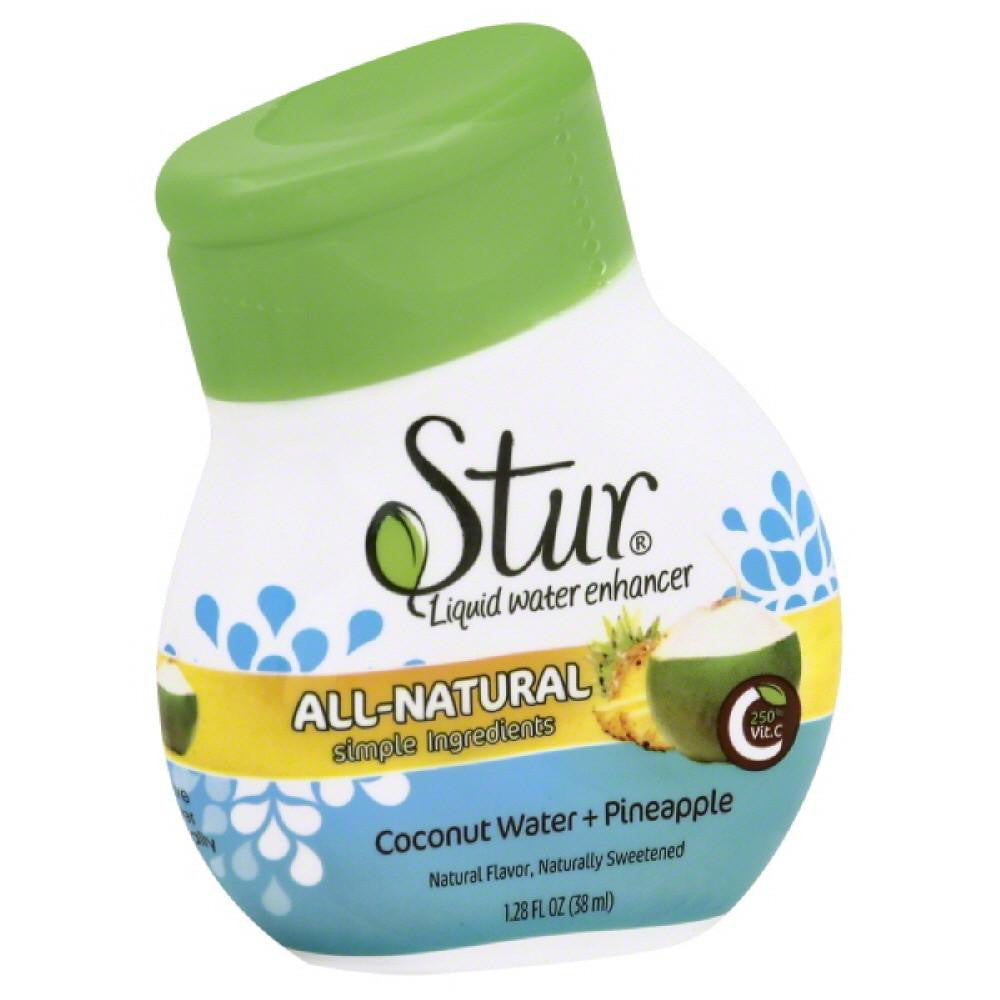 Stur®
Liquid water enhancer
ALL-NATURAL
simple Ingredients
250%
Vit.C
Coconut Water + Pineapple
Natural Flavor, Naturally Sweetened
1.28 FL OZ (38 ml)